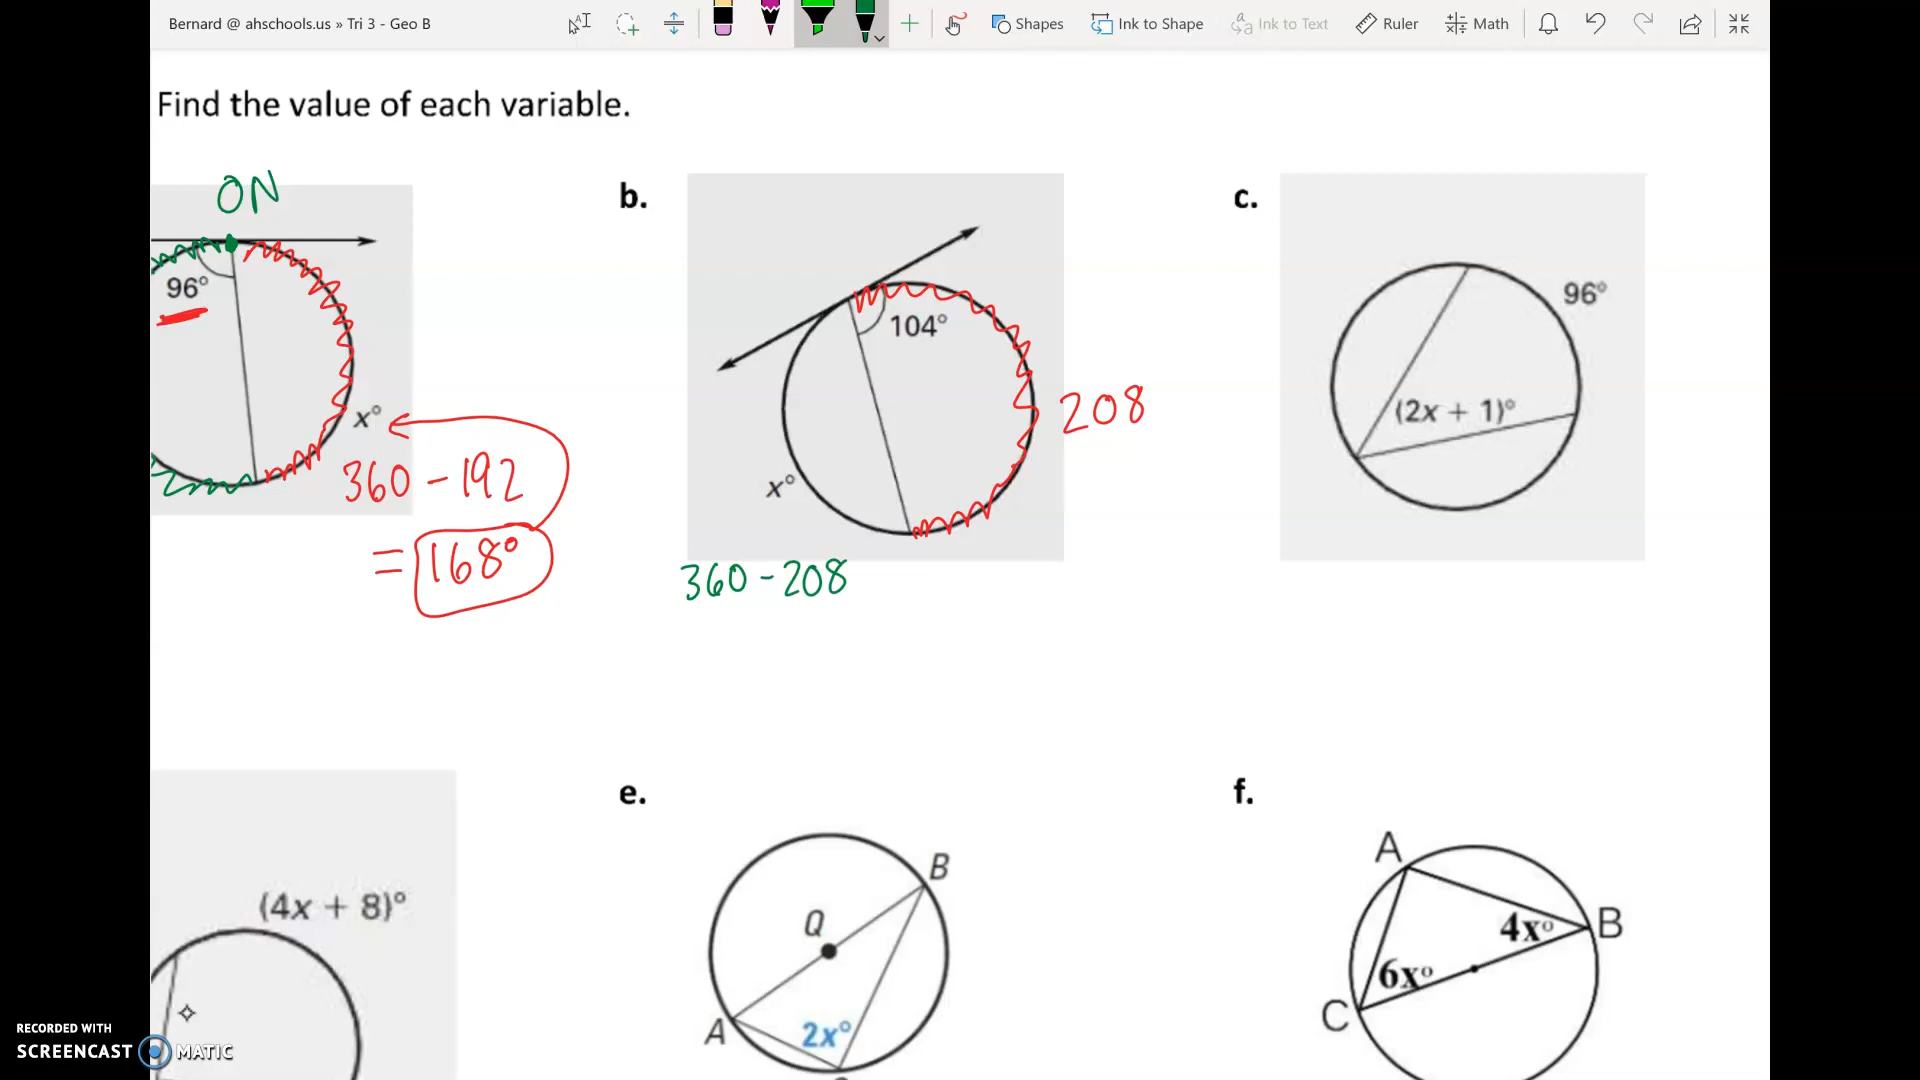 Bernard @ ahschools.us » Tri 3 - Geo B
Shapes
Ink to Shape
Ink to Text
Ruler
Math
Find the value of each variable.
ON
96°
x°
360 - 192
= 168°
b.
104°
208
x°
360 - 208
c.
96°
(2x + 1)°
(4x + 8)°
e.
B
Q
A
2x°
f.
A
4x°
B
6x°
C
RECORDED WITH
SCREENCAST MATIC